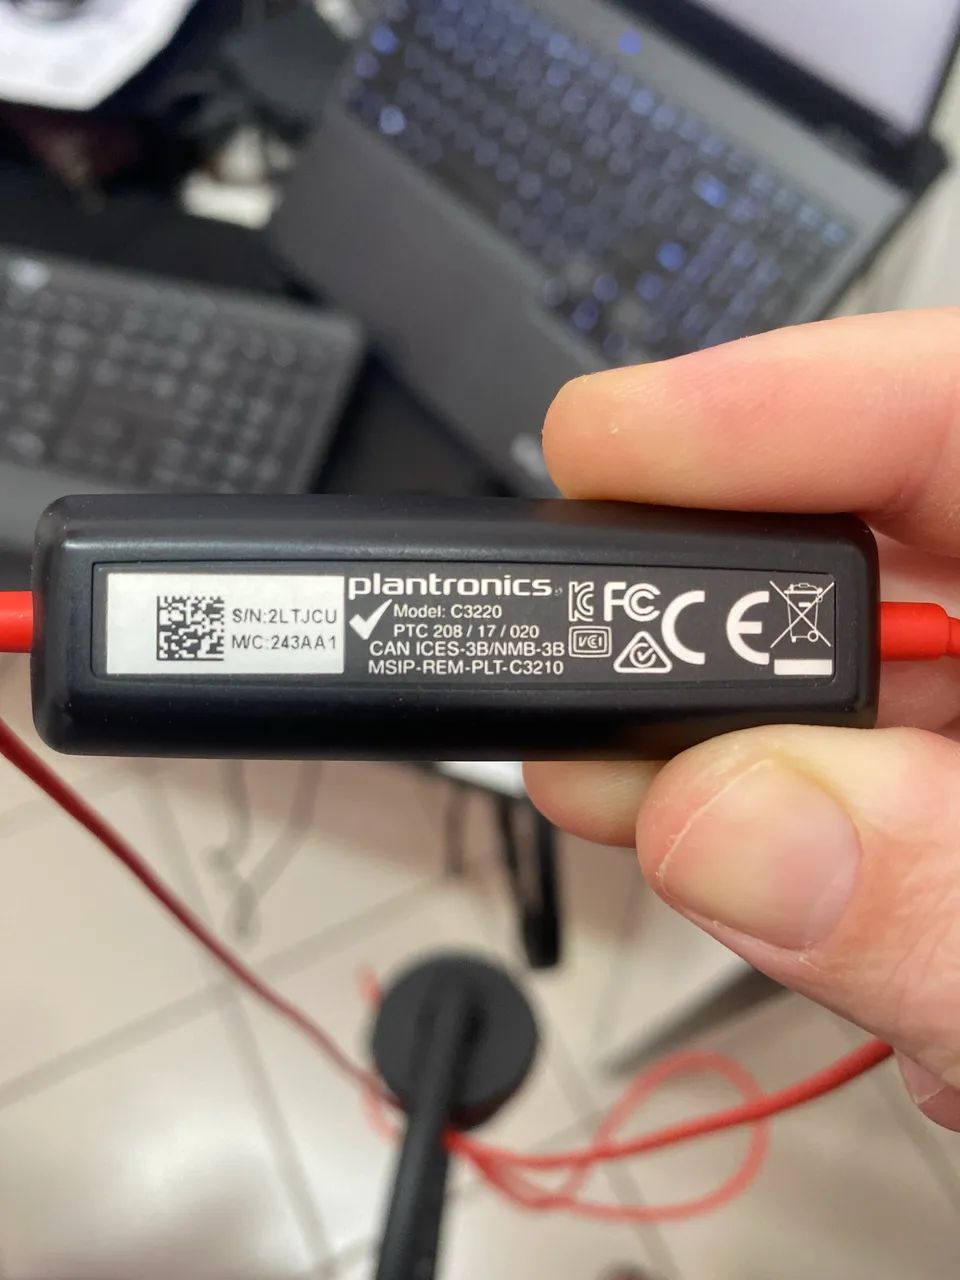 S/N:2LTJCU
M/C:243AA1
plantronics
Model: C3220
PTC 208 / 17 / 020
CAN ICES-3B/NMB-3B
MSIP-REM-PLT-C3210
FC
VCI
CE